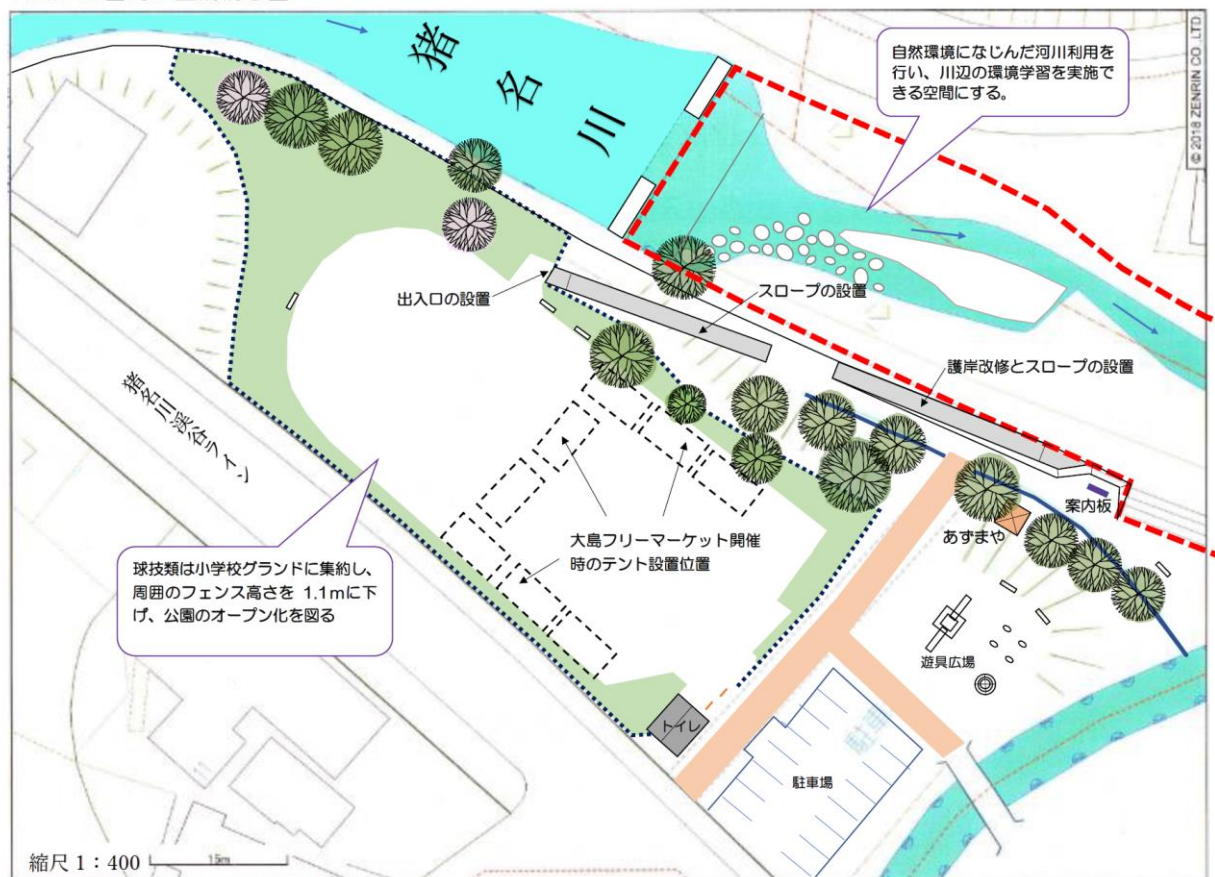 猪名川
自然環境になじんだ河川利用を
行い、川辺の環境学習を実施で
きる空間にする。
© 2018 ZENRIN CO., LTD.
出入口の設置
スロープの設置
護岸改修とスロープの設置
猪名川渓谷ライン
案内板
あずまや
大島フリーマーケット開催
時のテント設置位置
球技類は小学校グランドに集約し、
周囲のフェンス高さを 1.1mに下
げ、公園のオープン化を図る
遊具広場
トイレ
駐車場
縮尺 1：400
15m